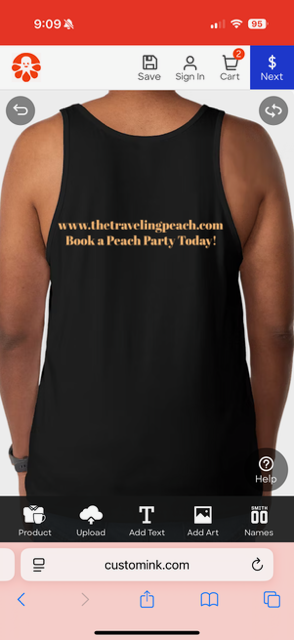 9:09
95
Save
Sign In
2
Cart
$
Next
www.thetravelingpeach.com
Book a Peach Party Today!
?
Help
Product
Upload
T
Add Text
Add Art
SMITH
00
Names
customink.com